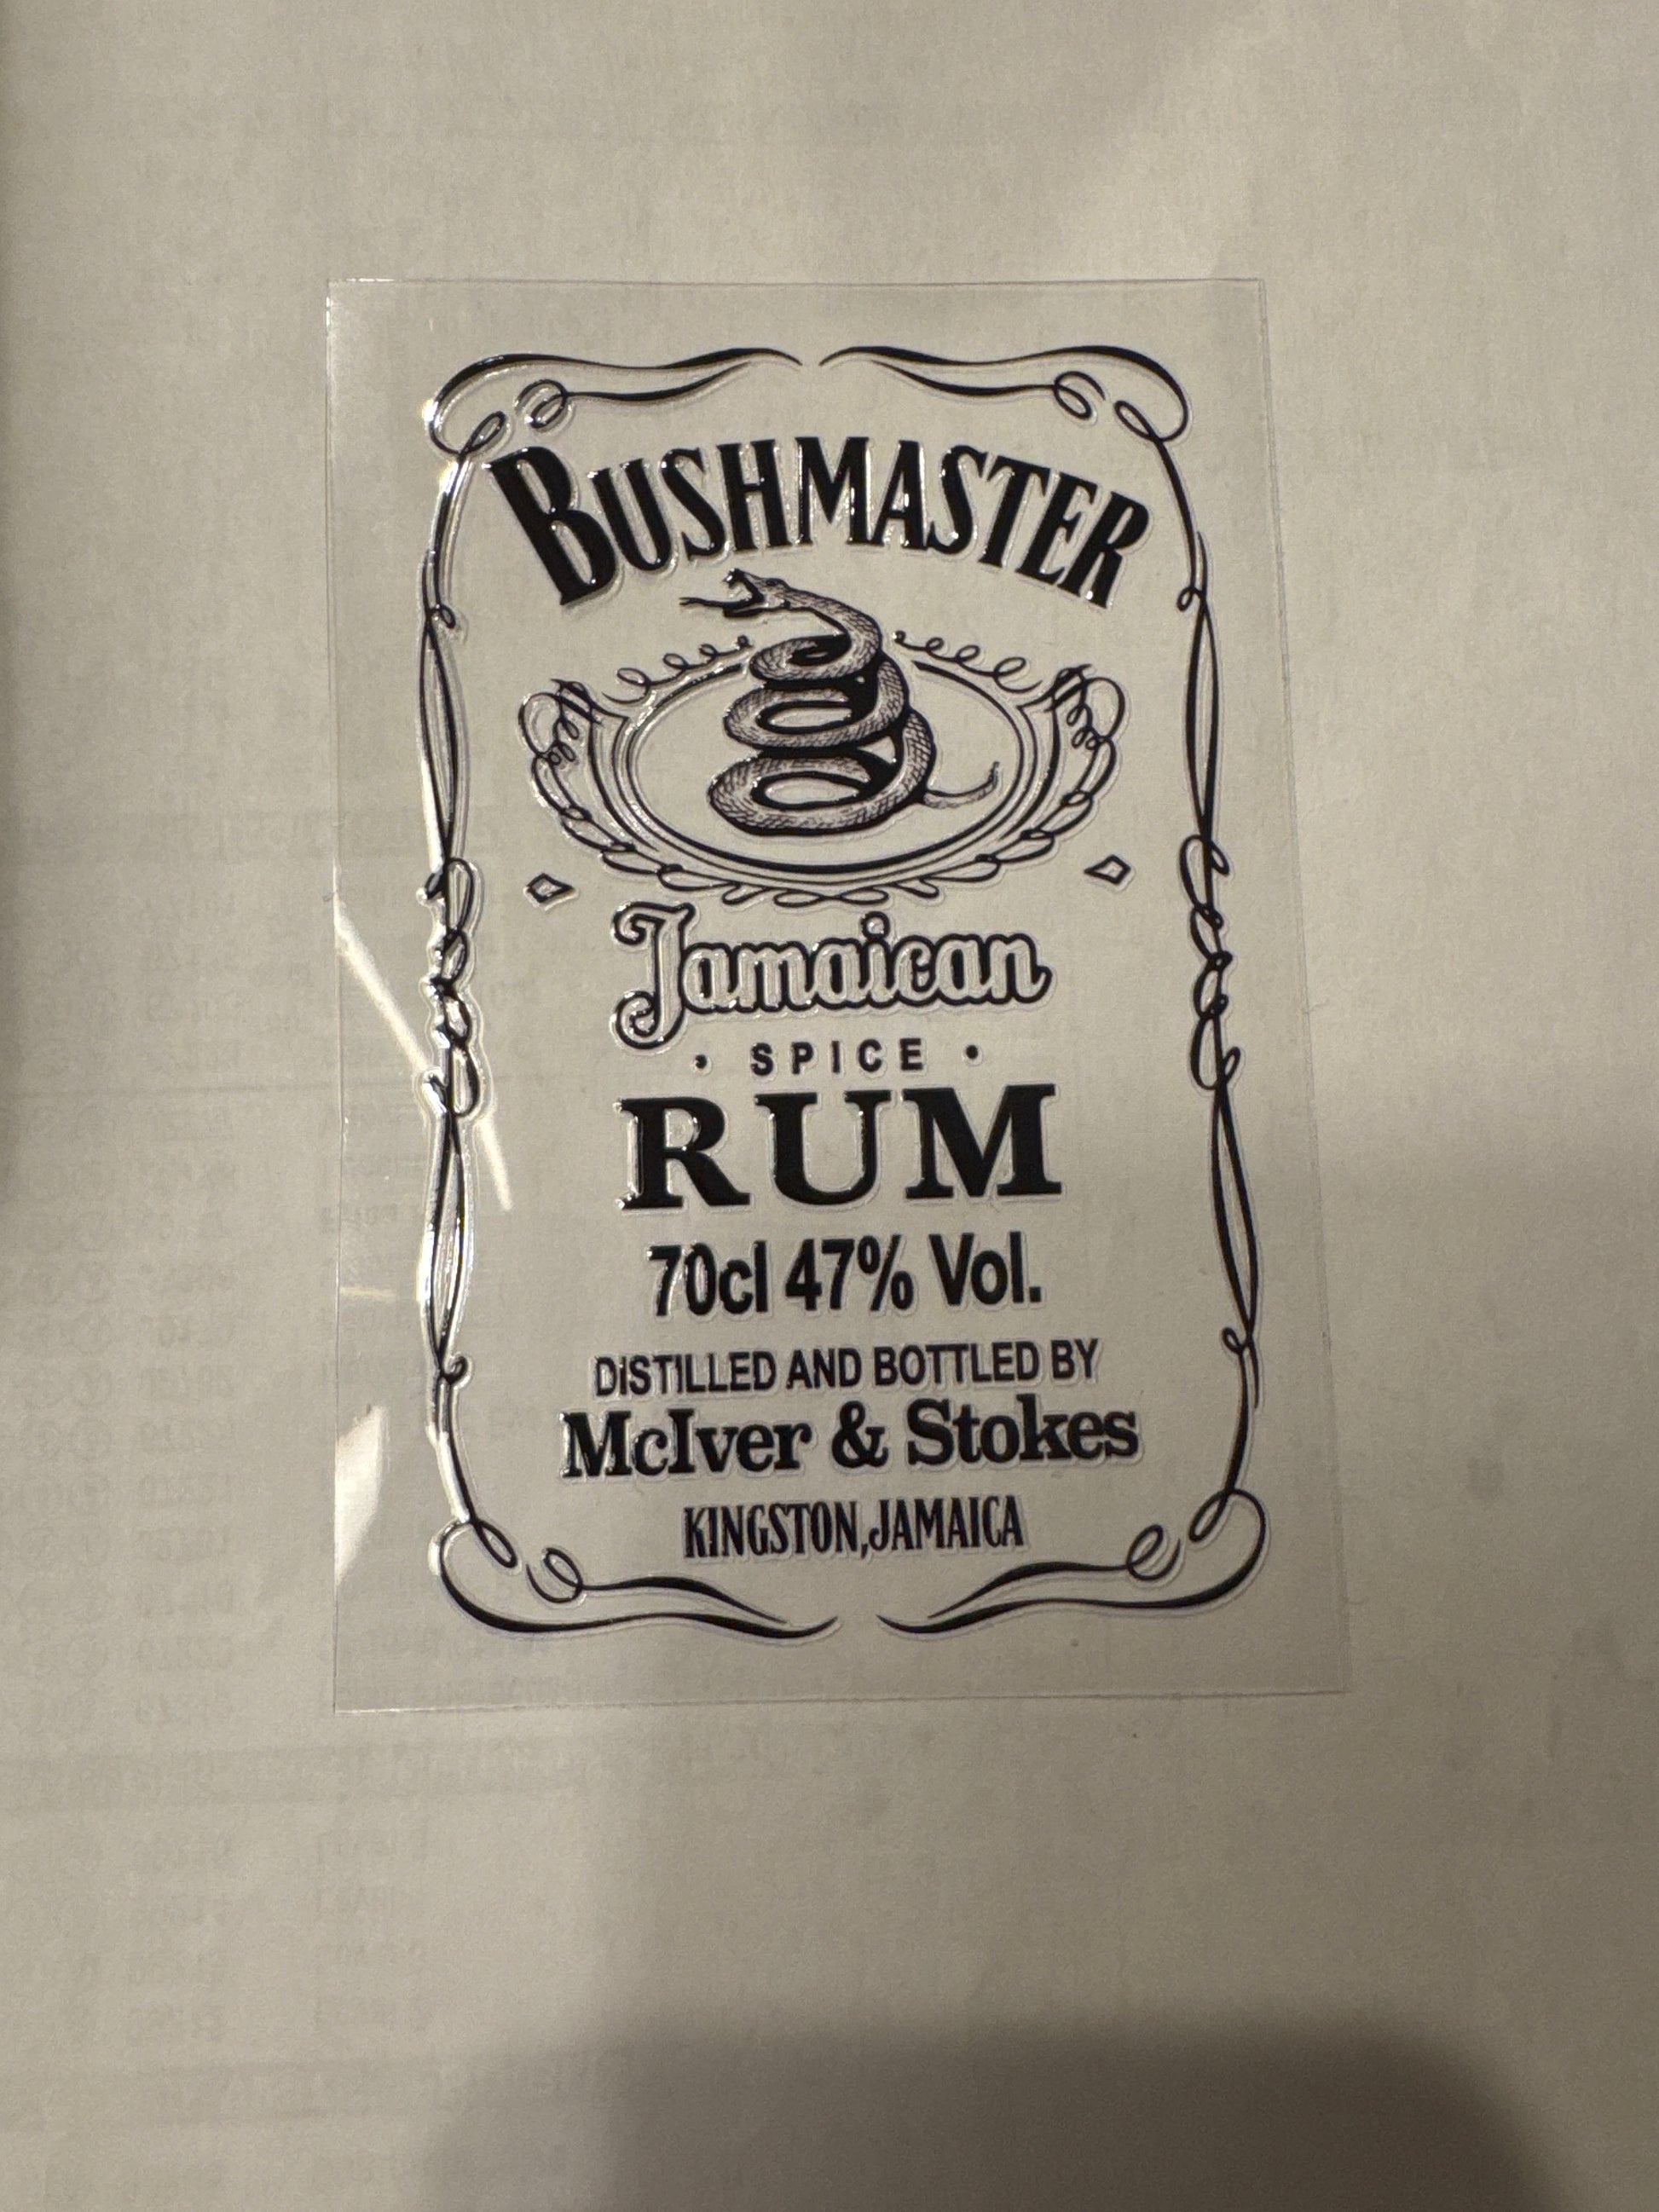 BUSHMASTER
Jamaican
• SPICE •
RUM
70cl 47% Vol.
DiSTILLED AND BOTTLED BY
McIver & Stokes
KINGSTON, JAMAICA